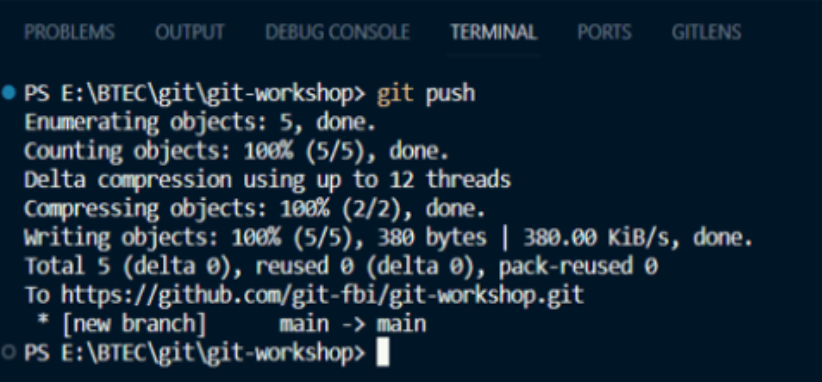 PROBLEMS OUTPUT DEBUG CONSOLE TERMINAL PORTS GITLENS
PS E:\BTEC\git\git-workshop> git push
Enumerating objects: 5, done.
Counting objects: 100% (5/5), done.
Delta compression using up to 12 threads
Compressing objects: 100% (2/2), done.
Writing objects: 100% (5/5), 380 bytes | 380.00 KiB/s, done.
Total 5 (delta 0), reused 0 (delta 0), pack-reused 0
To https://github.com/git-fbi/git-workshop.git
 * [new branch]      main -> main
PS E:\BTEC\git\git-workshop>